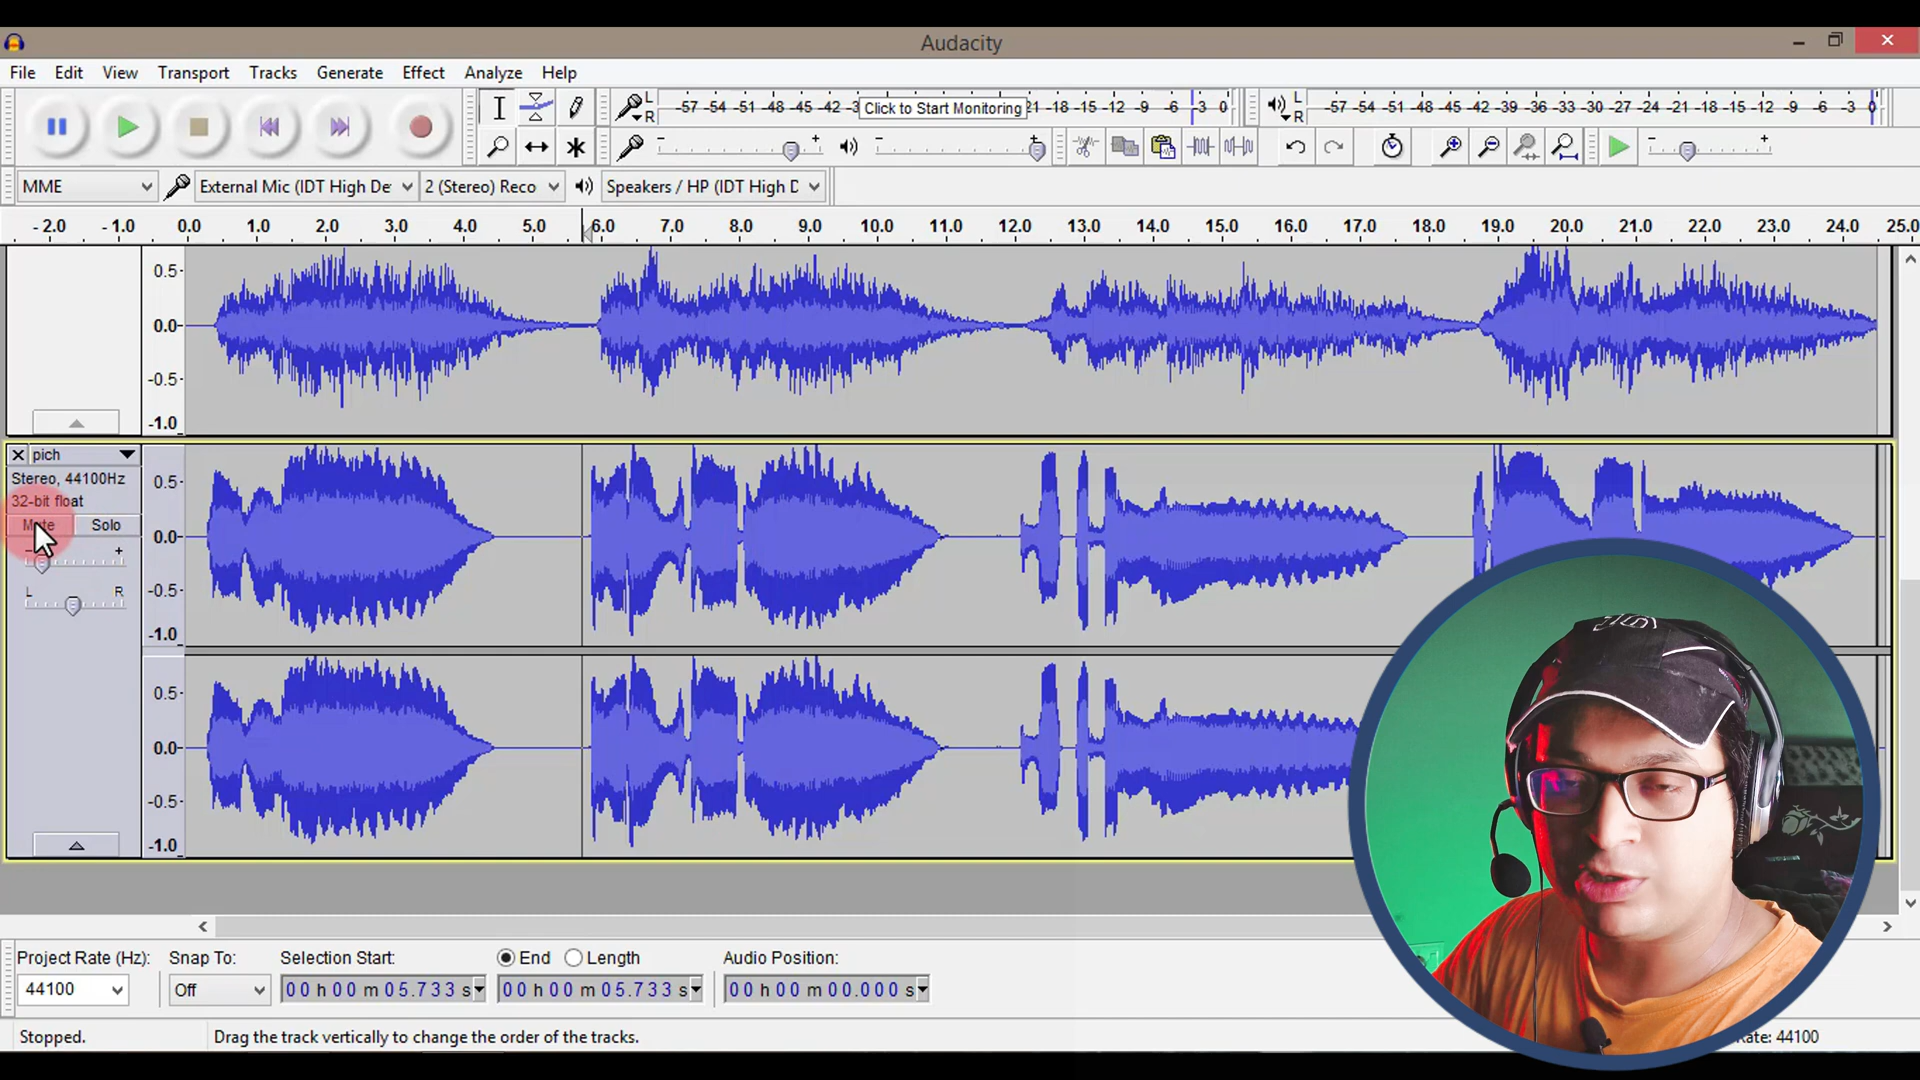 Audacity
File Edit View Transport Tracks Generate Effect Analyze Help
L R -57 -54 -51 -48 -45 -42 -3 Click to Start Monitoring 21 -18 -15 -12 -9 -6 -3 0 L R -57 -54 -51 -48 -45 -42 -39 -36 -33 -30 -27 -24 -21 -18 -15 -12 -9 -6 -3 0
- + - + - +
MME External Mic (IDT High De 2 (Stereo) Reco Speakers / HP (IDT High D
- 2.0 - 1.0 0.0 1.0 2.0 3.0 4.0 5.0 6.0 7.0 8.0 9.0 10.0 11.0 12.0 13.0 14.0 15.0 16.0 17.0 18.0 19.0 20.0 21.0 22.0 23.0 24.0 25.0
0.5-
0.0-
-0.5-
-1.0
pich
Stereo, 44100Hz
32-bit float
Mute Solo
- +
L R
0.5-
0.0-
-0.5-
-1.0
0.5-
0.0-
-0.5-
-1.0
Project Rate (Hz): Snap To: Selection Start: End Length Audio Position:
44100 Off 00 h 00 m 05.733 s 00 h 00 m 05.733 s 00 h 00 m 00.000 s
Stopped. Drag the track vertically to change the order of the tracks. Rate: 44100